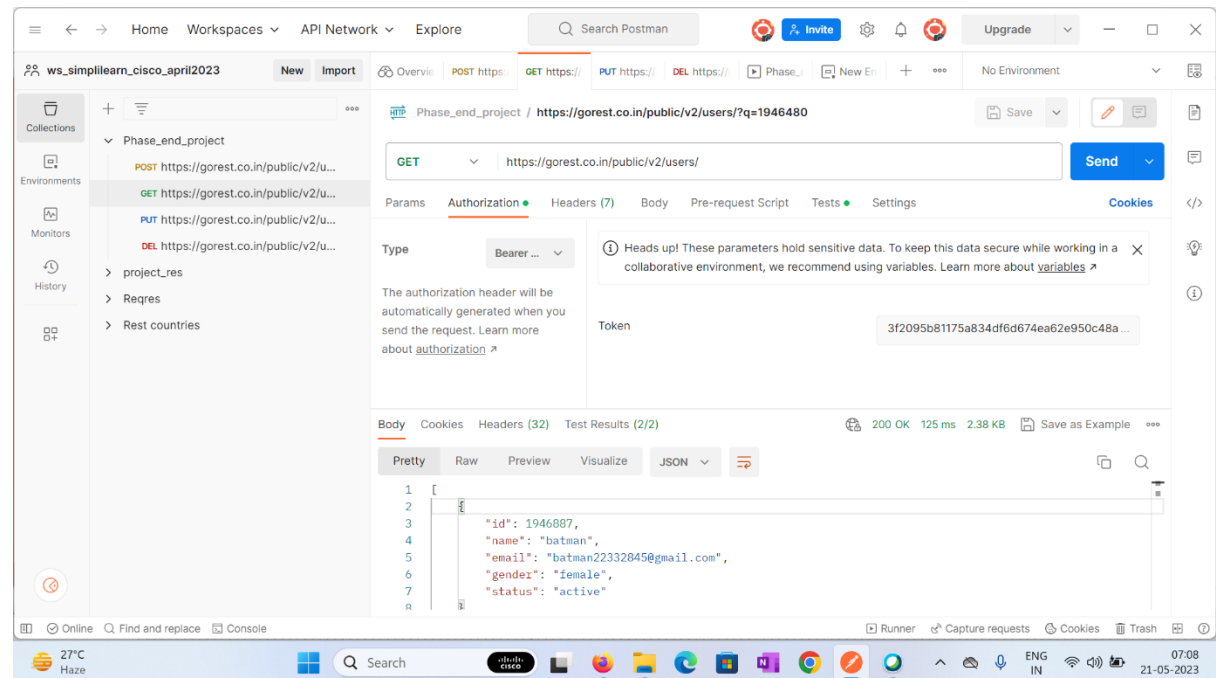 Home Workspaces API Network Explore Search Postman Invite Upgrade
ws_simplilearn_cisco_april2023 New Import Overvie POST https:/ GET https:// PUT https:// DEL https:// Phase_ New En No Environment
Collections
Environments
Monitors
History
Phase_end_project
POST https://gorest.co.in/public/v2/u...
GET https://gorest.co.in/public/v2/u...
PUT https://gorest.co.in/public/v2/u...
DEL https://gorest.co.in/public/v2/u...
project_res
Reqres
Rest countries
HTTP Phase_end_project / https://gorest.co.in/public/v2/users/?q=1946480 Save
GET https://gorest.co.in/public/v2/users/ Send
Params Authorization Headers (7) Body Pre-request Script Tests Settings Cookies
Type Bearer ...
The authorization header will be
automatically generated when you
send the request. Learn more
about authorization ↗
Heads up! These parameters hold sensitive data. To keep this data secure while working in a
collaborative environment, we recommend using variables. Learn more about variables ↗
Token 3f2095b81175a834df6d674ea62e950c48a...
Body Cookies Headers (32) Test Results (2/2) 200 OK 125 ms 2.38 KB Save as Example
Pretty Raw Preview Visualize JSON
1 [
2 {
3 "id": 1946887,
4 "name": "batman",
5 "email": "batman22332845@gmail.com",
6 "gender": "female",
7 "status": "active"
8 }
Online Find and replace Console Runner Capture requests Cookies Trash
27°C
Haze
Search
cisco
ENG
IN
07:08
21-05-2023